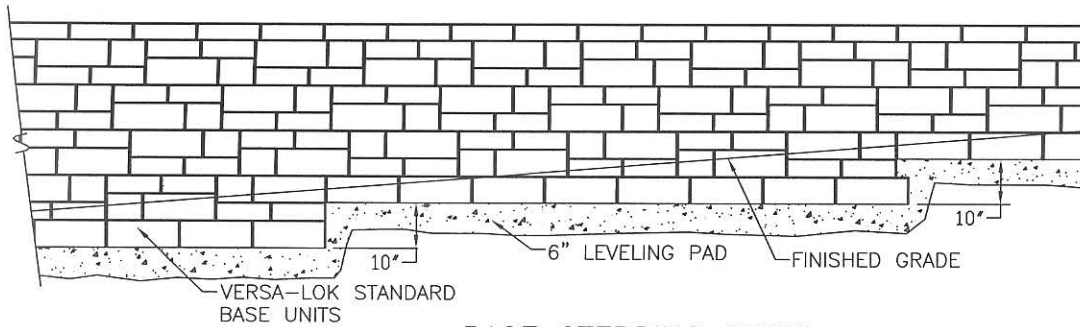 10"
10"
6" LEVELING PAD
FINISHED GRADE
VERSA-LOK STANDARD
BASE UNITS